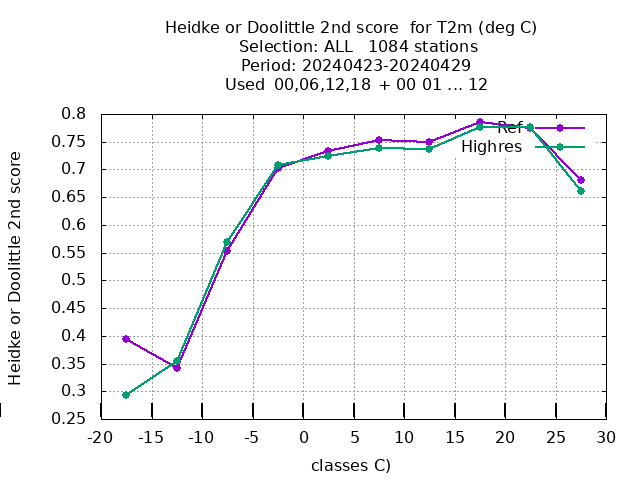 Heidke or Doolittle 2nd score  for T2m (deg C)
Selection: ALL   1084 stations
Period: 20240423-20240429
Used  00,06,12,18 + 00 01 ... 12
Heidke or Doolittle 2nd score
0.8
0.75
0.7
0.65
0.6
0.55
0.5
0.45
0.4
0.35
0.3
0.25
Ref
Highres
-20 -15 -10 -5 0 5 10 15 20 25 30
classes C)